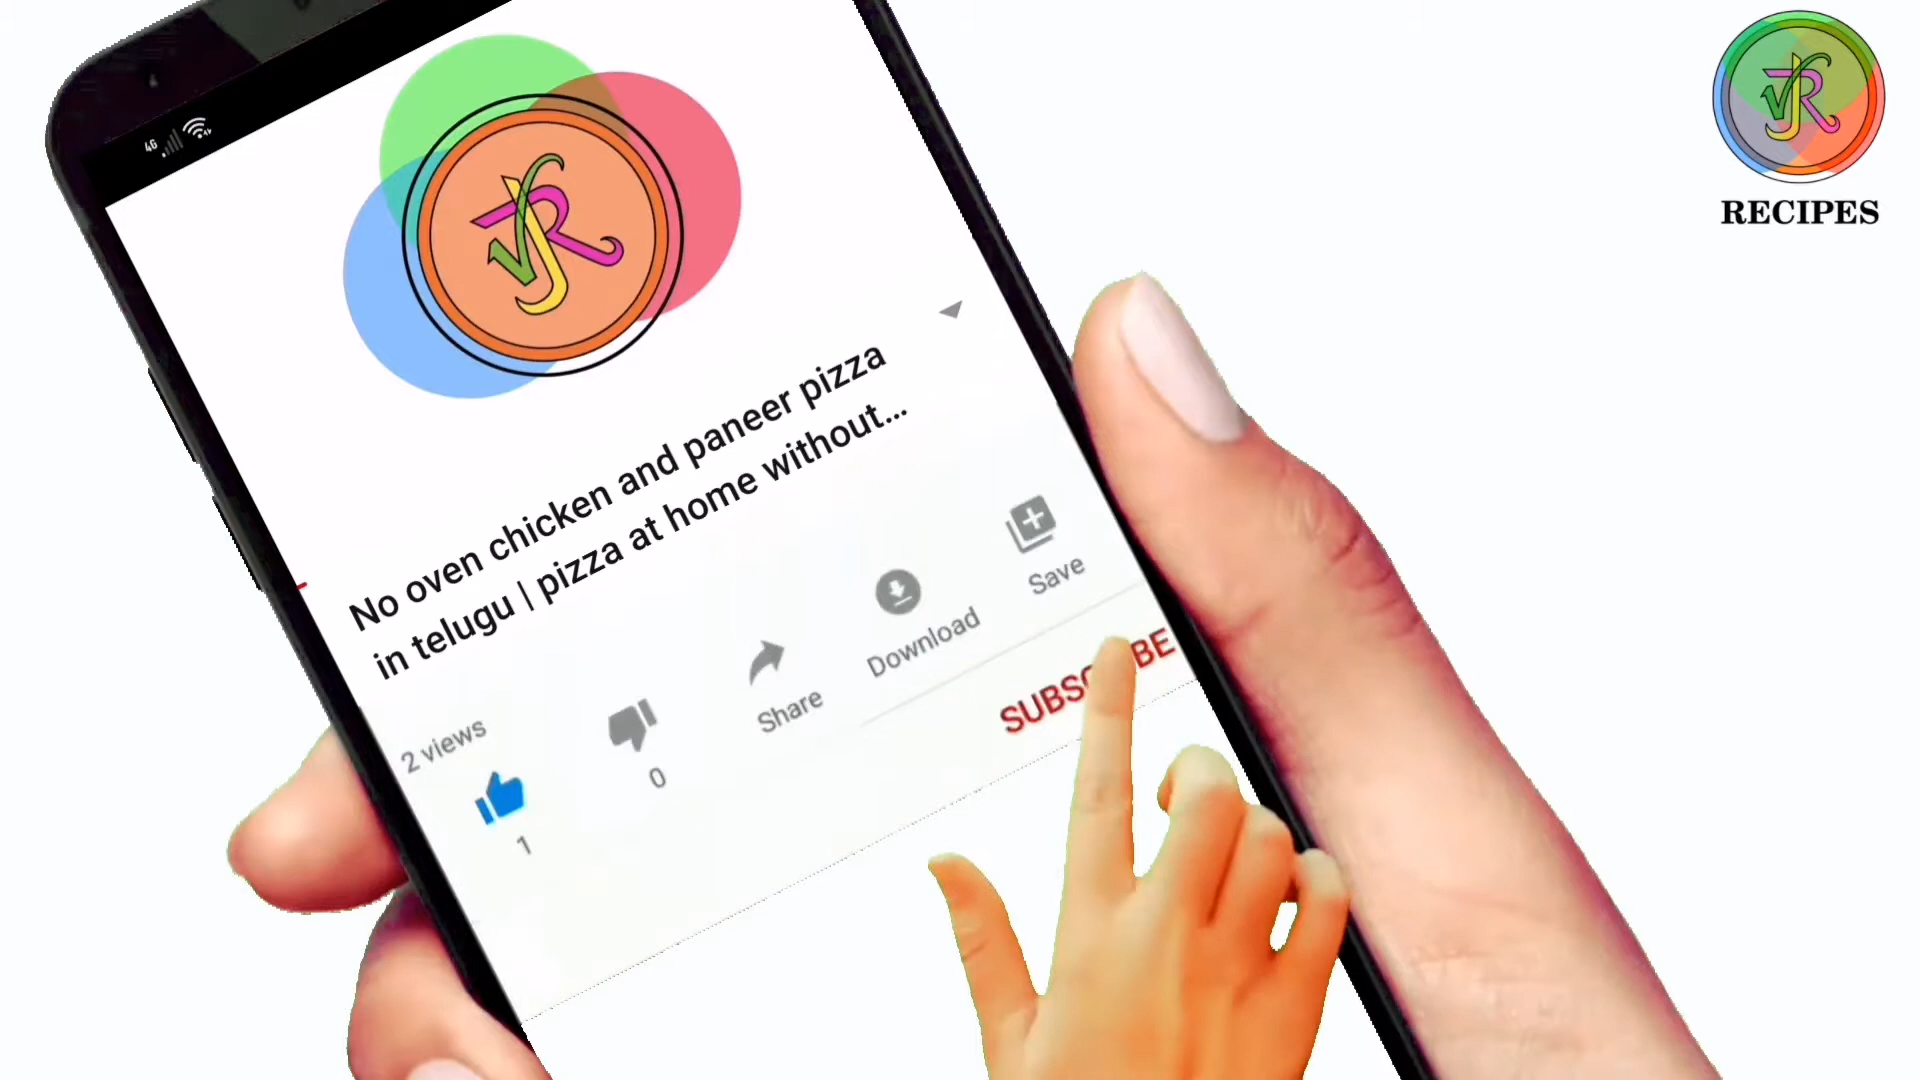 RECIPES
4G
No oven chicken and paneer pizza
in telugu | pizza at home without...
2 views
1
0
Share
Download
Save